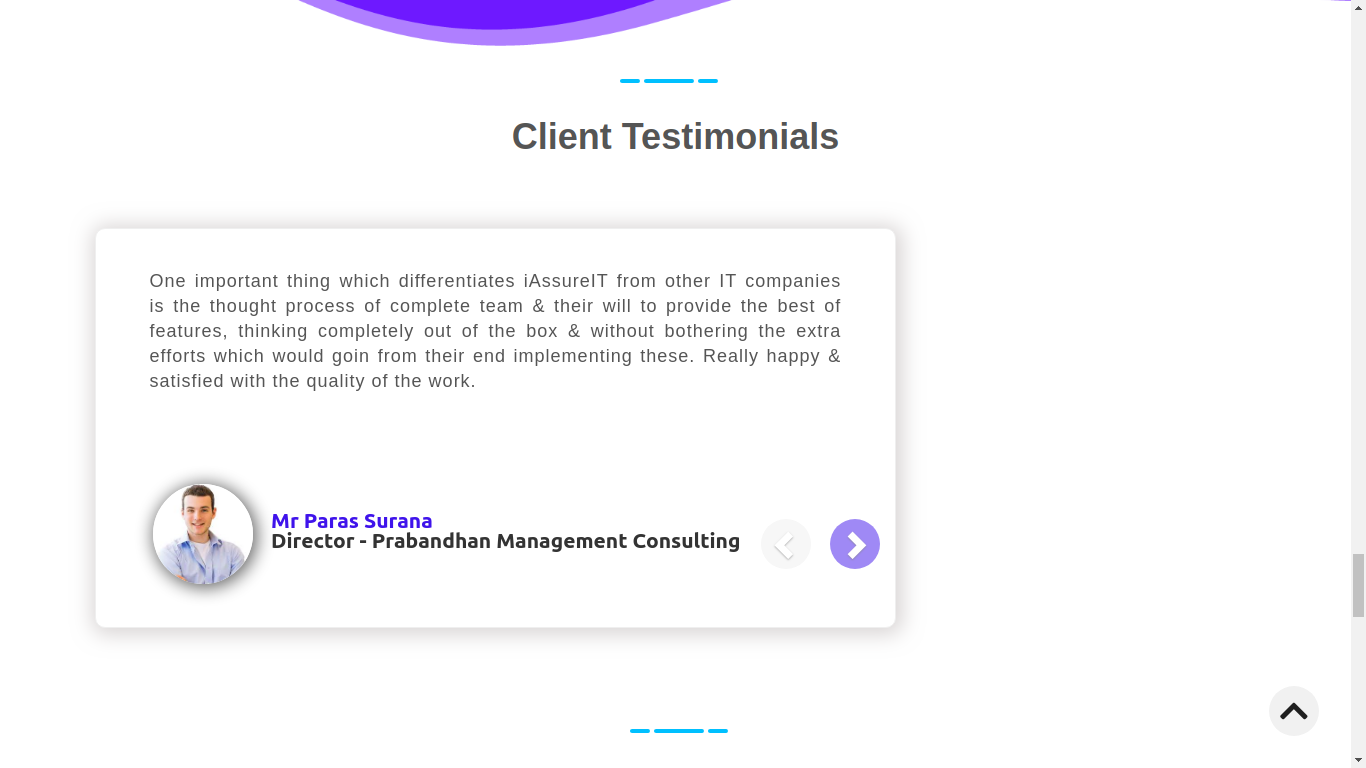 Client Testimonials
One important thing which differentiates iAssureIT from other IT companies
is the thought process of complete team & their will to provide the best of
features, thinking completely out of the box & without bothering the extra
efforts which would goin from their end implementing these. Really happy &
satisfied with the quality of the work.
Mr Paras Surana
Director - Prabandhan Management Consulting